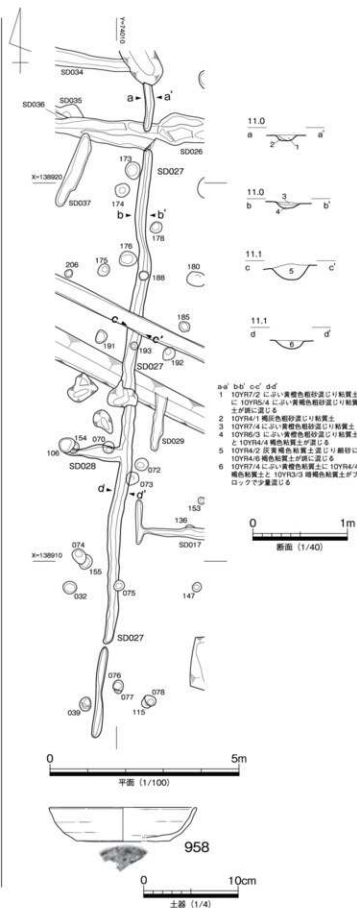 Y=74010
SD034
a a'
SD036
SD035
SD026
11.0
a a'
2 1
X=138920
173
SD027
SD037
174
b b'
178
11.0
3
b b'
4
176
206
175
180
188
11.1
c c'
5
c
185
c'
191
193
192
SD027
11.1
d d'
6
154
070
106
SD029
SD028
072
073
d d'
153
136
SD017
074
X=138910
155
032
075
147
SD027
076
077
078
039
115
a-a' b-b' c-c' d-d'
1 10YR7/2 にぶい黄橙色粗砂混じり粘質土
に 10YR5/4 にぶい黄褐色粗砂混じり粘質
土が斑に混じる
2 10YR4/1 褐灰色粗砂混じり粘質土
3 10YR7/4 にぶい黄橙色粗砂混じり粘質土
4 10YR6/3 にぶい黄橙色粗砂混じり粘質土
と 10YR4/4 褐色粘質土が混じる
5 10YR4/2 灰黄褐色粘質土混じり細砂に
10YR4/6 褐色粘質土が斑に混じる
6 10YR7/4 にぶい黄橙色粘質土に 10YR4/4
褐色粘質土と 10YR3/3 暗褐色粘質土がブ
ロックで少量混じる
0 1m
断面 (1/40)
0 5m
平面 (1/100)
958
0 10cm
土器 (1/4)